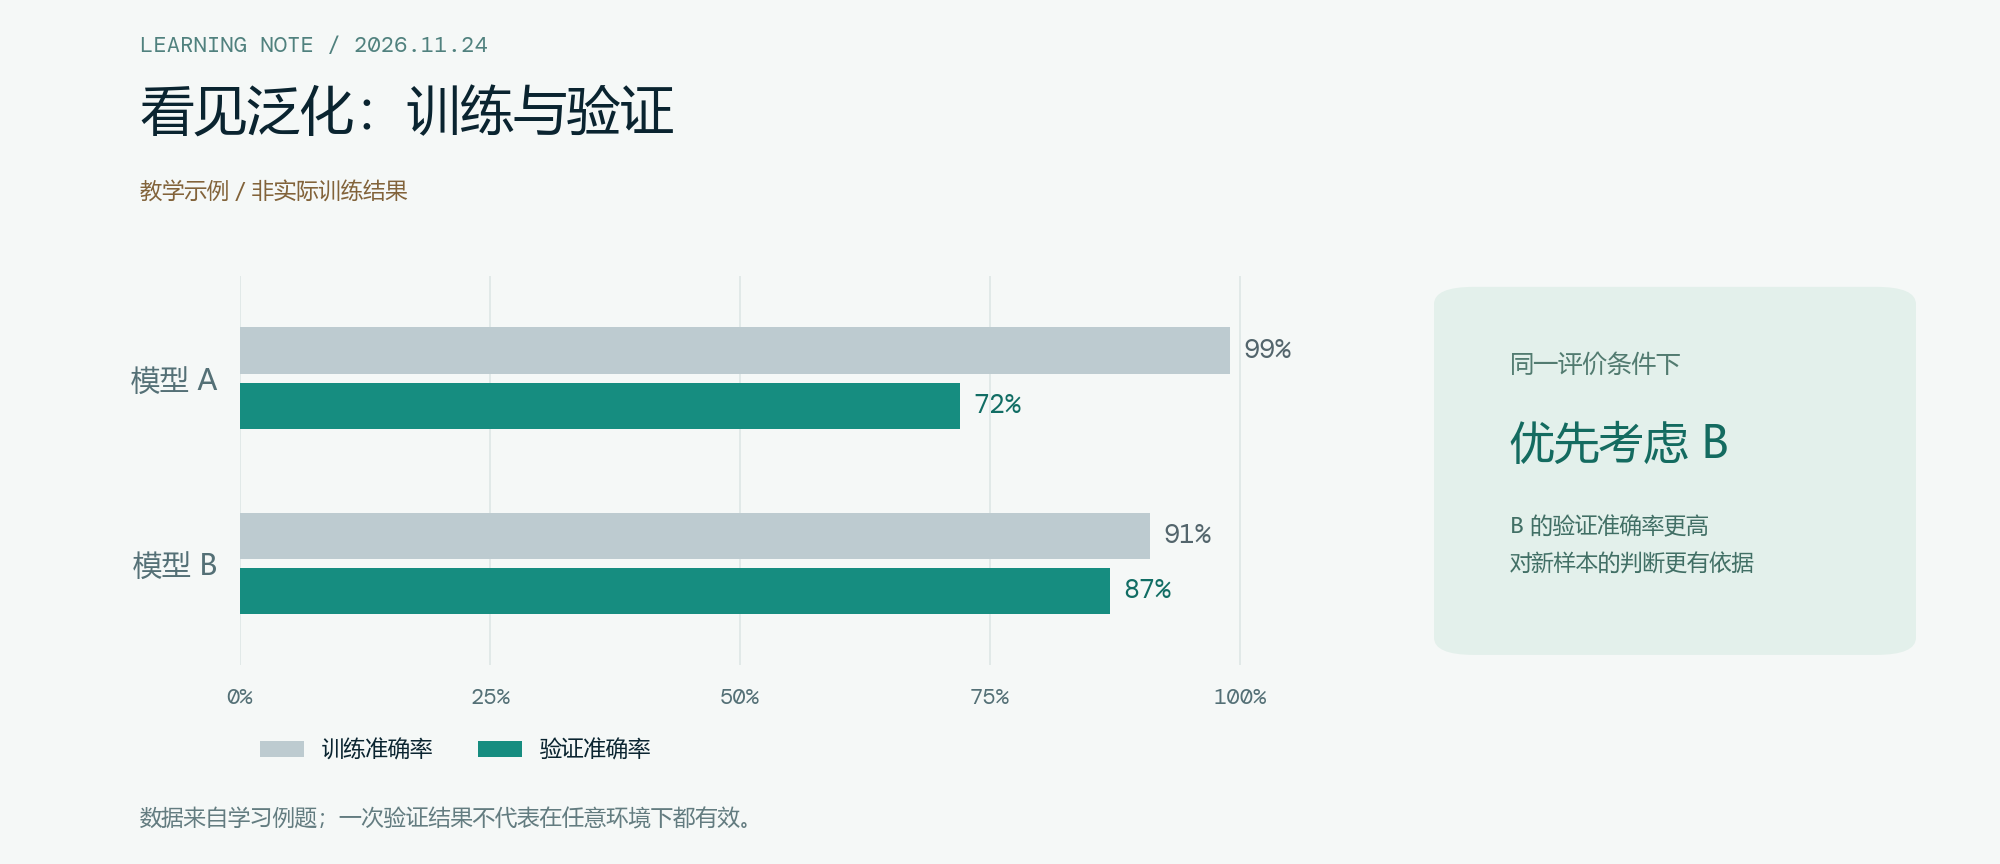 LEARNING NOTE / 2026.11.24
看见泛化：训练与验证
教学示例 / 非实际训练结果
模型 A
99%
72%
模型 B
91%
87%
0% 25% 50% 75% 100%
训练准确率 验证准确率
同一评价条件下
优先考虑 B
B 的验证准确率更高
对新样本的判断更有依据
数据来自学习例题；一次验证结果不代表在任意环境下都有效。